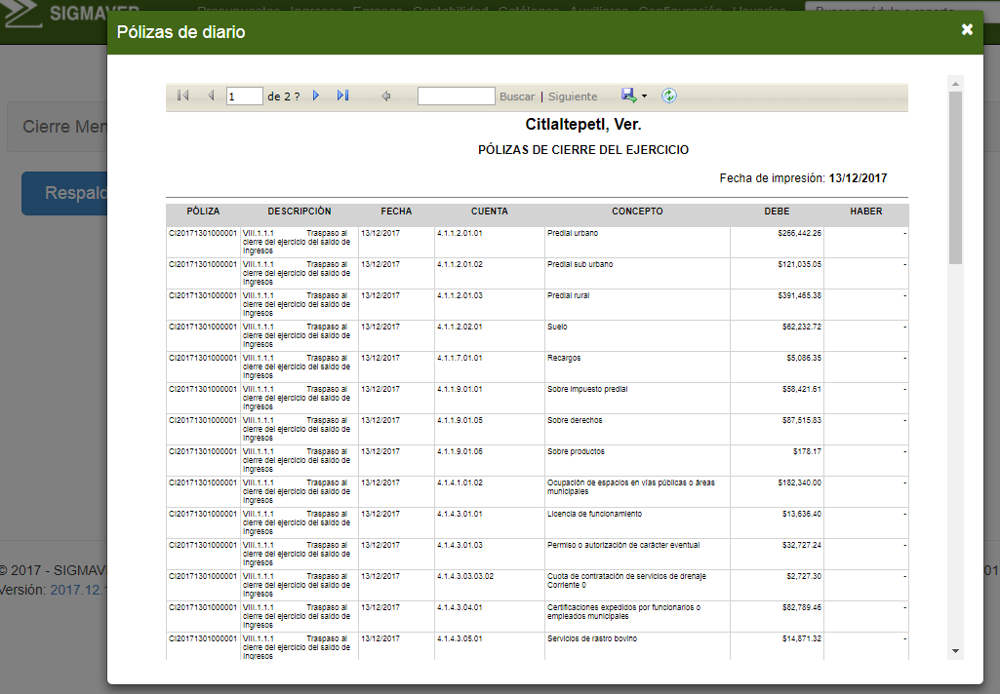 SIGMAVER Presupuestos Ingresos Egresos Contabilidad Catálogos Auxiliares Configuración Usuarios Buscar módulo o reporte
Pólizas de diario
Cierre Men
Respald
1 de 2 ? Buscar | Siguiente
Citlaltepetl, Ver.
PÓLIZAS DE CIERRE DEL EJERCICIO
Fecha de impresión: 13/12/2017
PÓLIZA DESCRIPCIÓN FECHA CUENTA CONCEPTO DEBE HABER
CI20171301000001 VIII.1.1.1 Traspaso al 13/12/2017 4.1.1.2.01.01 Predial urbano $266,442.26 -
cierre del ejercicio del saldo de
Ingresos
CI20171301000001 VIII.1.1.1 Traspaso al 13/12/2017 4.1.1.2.01.02 Predial sub urbano $121,035.05 -
cierre del ejercicio del saldo de
Ingresos
CI20171301000001 VIII.1.1.1 Traspaso al 13/12/2017 4.1.1.2.01.03 Predial rural $391,465.38 -
cierre del ejercicio del saldo de
Ingresos
CI20171301000001 VIII.1.1.1 Traspaso al 13/12/2017 4.1.1.2.02.01 Suelo $62,232.72 -
cierre del ejercicio del saldo de
Ingresos
CI20171301000001 VIII.1.1.1 Traspaso al 13/12/2017 4.1.1.7.01.01 Recargos $5,086.35 -
cierre del ejercicio del saldo de
Ingresos
CI20171301000001 VIII.1.1.1 Traspaso al 13/12/2017 4.1.1.9.01.01 Sobre impuesto predial $58,421.61 -
cierre del ejercicio del saldo de
Ingresos
CI20171301000001 VIII.1.1.1 Traspaso al 13/12/2017 4.1.1.9.01.05 Sobre derechos $87,515.83 -
cierre del ejercicio del saldo de
Ingresos
CI20171301000001 VIII.1.1.1 Traspaso al 13/12/2017 4.1.1.9.01.06 Sobre productos $178.17 -
cierre del ejercicio del saldo de
Ingresos
CI20171301000001 VIII.1.1.1 Traspaso al 13/12/2017 4.1.4.1.01.02 Ocupación de espacios en vías públicas o áreas $182,340.00 -
cierre del ejercicio del saldo de municipales
Ingresos
CI20171301000001 VIII.1.1.1 Traspaso al 13/12/2017 4.1.4.3.01.01 Licencia de funcionamiento $13,636.40 -
cierre del ejercicio del saldo de
Ingresos
CI20171301000001 VIII.1.1.1 Traspaso al 13/12/2017 4.1.4.3.01.03 Permiso o autorización de carácter eventual $32,727.24 -
cierre del ejercicio del saldo de
Ingresos
CI20171301000001 VIII.1.1.1 Traspaso al 13/12/2017 4.1.4.3.03.03.02 Cuota de contratación de servicios de drenaje $2,727.30 -
cierre del ejercicio del saldo de Corriente 0
Ingresos
CI20171301000001 VIII.1.1.1 Traspaso al 13/12/2017 4.1.4.3.04.01 Certificaciones expedidos por funcionarios o $82,789.46 -
cierre del ejercicio del saldo de empleados municipales
Ingresos
CI20171301000001 VIII.1.1.1 Traspaso al 13/12/2017 4.1.4.3.05.01 Servicios de rastro bovino $14,871.32 -
cierre del ejercicio del saldo de
Ingresos
© 2017 - SIGMAV 01
Versión: 2017.12.1